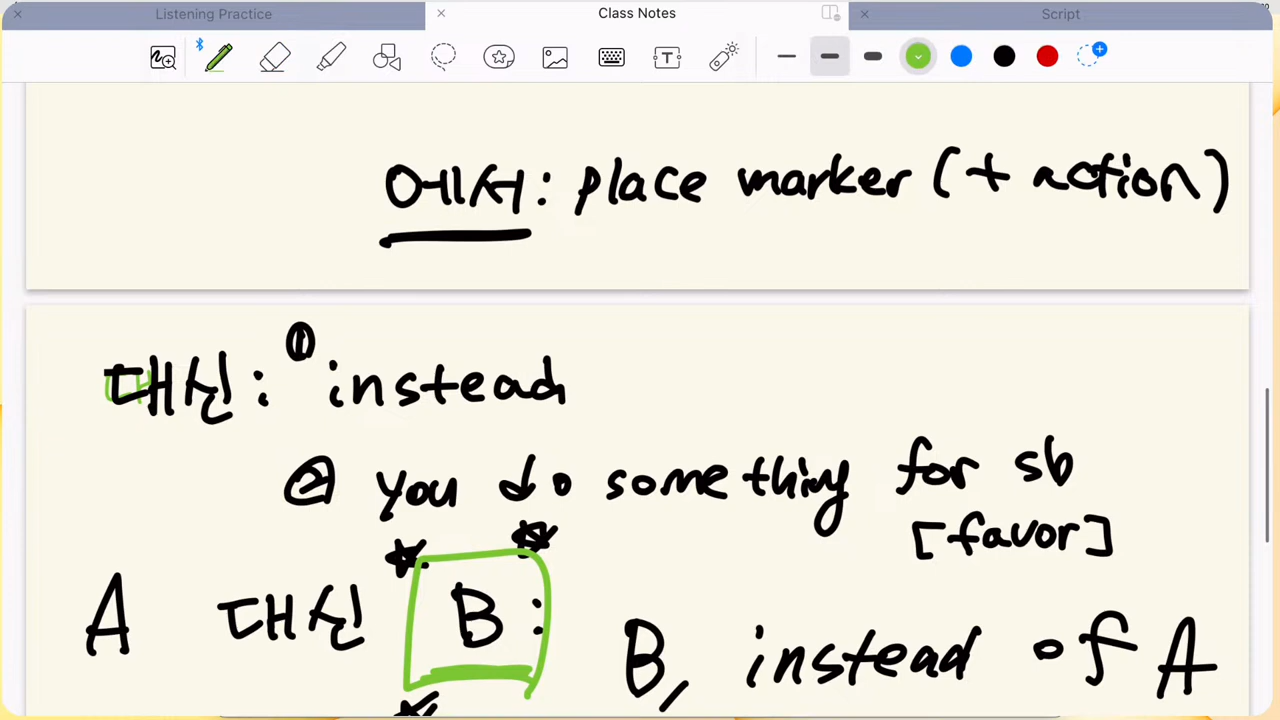 Listening Practice
Class Notes
Script
에서: place marker (+ action)
대신: ① instead
② you do something for sb
[favor]
A 대신 B: B, instead of A